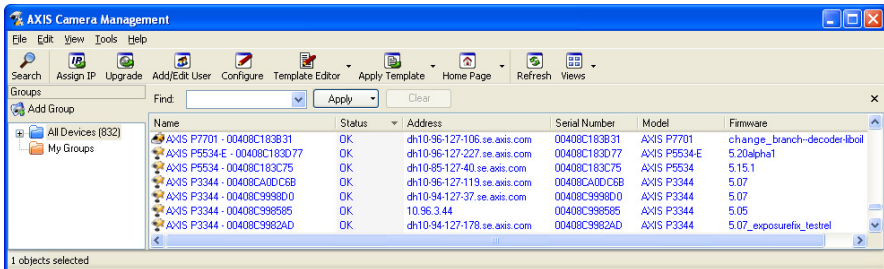 AXIS Camera Management
File Edit View Tools Help
Search Assign IP Upgrade Add/Edit User Configure Template Editor Apply Template Home Page Refresh Views
Groups
Find: Apply Clear
Add Group
Name Status Address Serial Number Model Firmware
All Devices (832)
My Groups
AXIS P7701 - 00408C183B31 OK dh10-96-127-106.se.axis.com 00408C183B31 AXIS P7701 change_branch--decoder-liboil
AXIS P5534-E - 00408C183D77 OK dh10-96-127-227.se.axis.com 00408C183D77 AXIS P5534-E 5.20alpha1
AXIS P5534 - 00408C183C75 OK dh10-85-127-40.se.axis.com 00408C183C75 AXIS P5534 5.15.1
AXIS P3344 - 00408CA0DC6B OK dh10-96-127-119.se.axis.com 00408CA0DC6B AXIS P3344 5.07
AXIS P3344 - 00408C9998D0 OK dh10-94-127-37.se.axis.com 00408C9998D0 AXIS P3344 5.07
AXIS P3344 - 00408C998585 OK 10.96.3.44 00408C998585 AXIS P3344 5.05
AXIS P3344 - 00408C9982AD OK dh10-94-127-178.se.axis.com 00408C9982AD AXIS P3344 5.07_exposurefix_testrel
1 objects selected